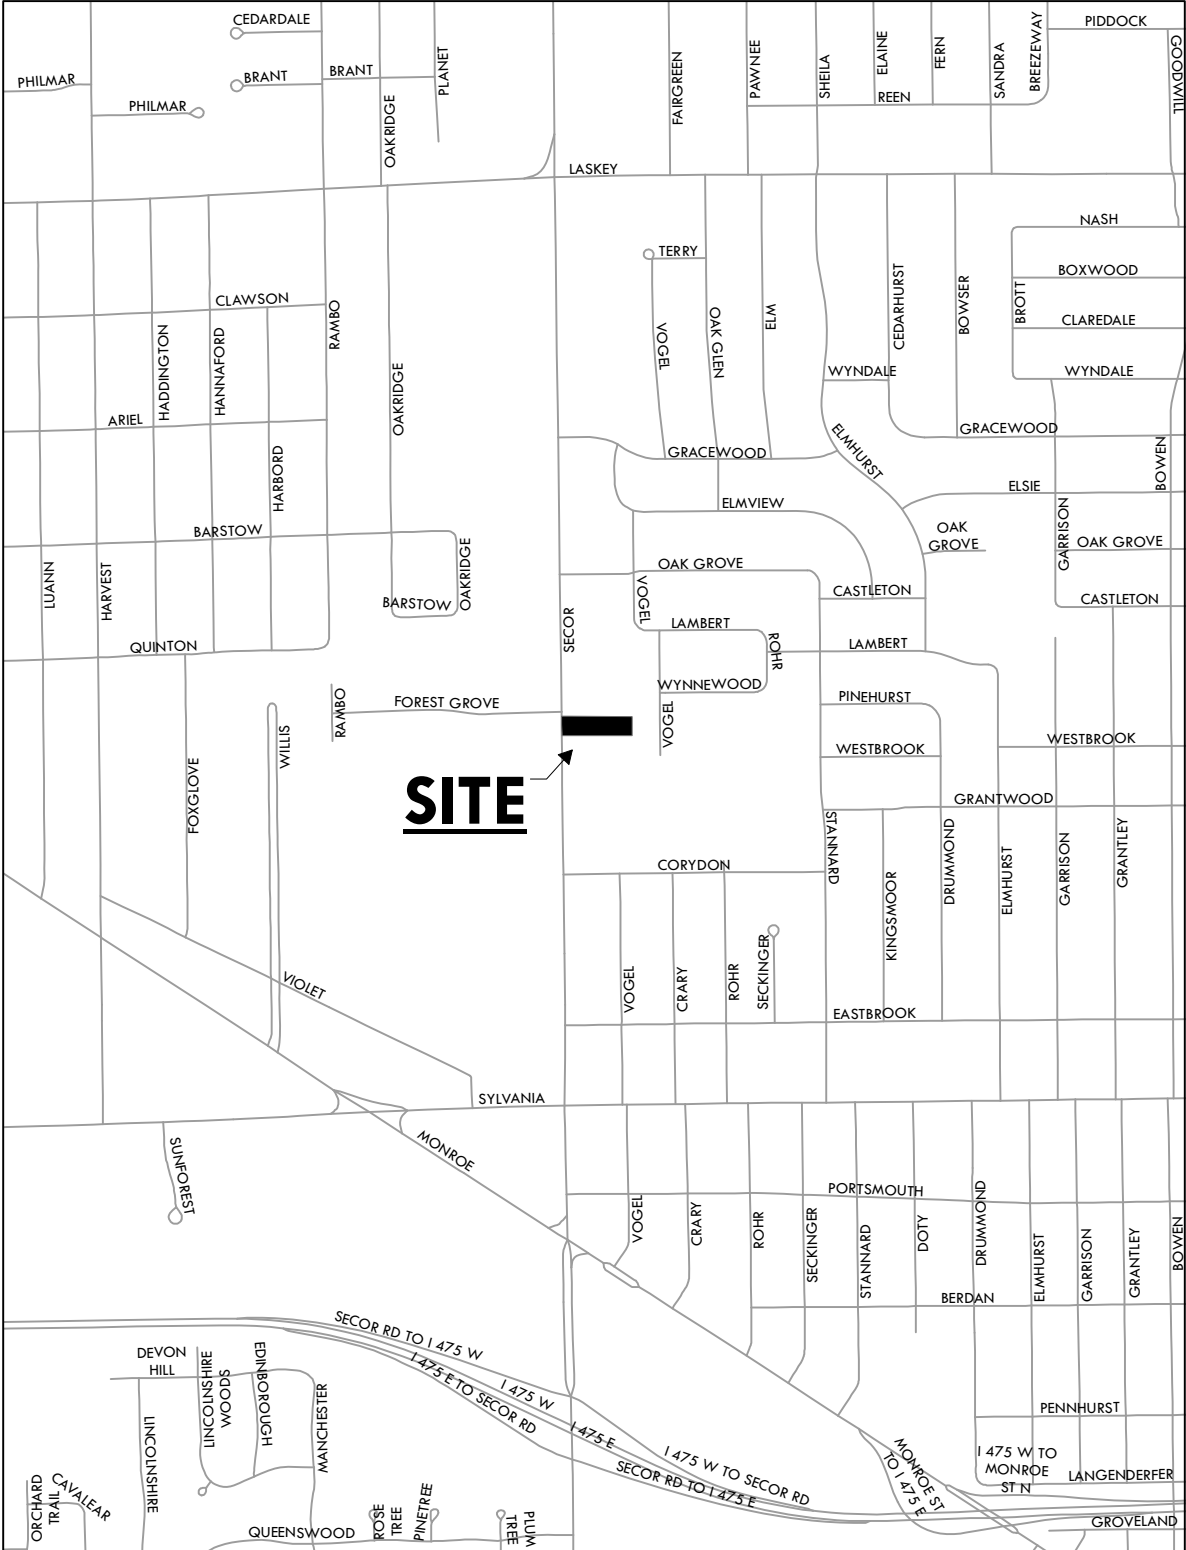 CEDARDALE
PIDDOCK
PHILMAR
BRANT
BRANT
PLANET
FAIRGREEN
PAWNEE
SHEILA
ELAINE
FERN
SANDRA
BREEZEWAY
GOODWILL
REEN
PHILMAR
OAKRIDGE
LASKEY
NASH
TERRY
BOXWOOD
CLAWSON
RAMBO
VOGEL
OAK GLEN
ELM
CEDARHURST
BOWSER
BROTT
CLAREDALE
HADDINGTON
HANNAFORD
OAKRIDGE
WYNDALE
WYNDALE
ARIEL
GRACEWOOD
ELMHURST
GRACEWOOD
BOWEN
HARBORD
ELSIE
ELMVIEW
BARSTOW
OAK
GROVE
GARRISON
OAK GROVE
OAK GROVE
LUANN
HARVEST
OAKRIDGE
BARSTOW
SECOR
VOGEL
CASTLETON
CASTLETON
LAMBERT
ROHR
LAMBERT
QUINTON
WYNNEWOOD
RAMBO
FOREST GROVE
PINEHURST
WILLIS
VOGEL
WESTBROOK
WESTBROOK
FOXGLOVE
SITE
GRANTWOOD
STANNARD
CORYDON
KINGSMOOR
DRUMMOND
ELMHURST
GARRISON
GRANTLEY
VOGEL
CRARY
ROHR
SECKINGER
VIOLET
EASTBROOK
SYLVANIA
MONROE
SUNFOREST
PORTSMOUTH
VOGEL
CRARY
ROHR
SECKINGER
STANNARD
DOTY
DRUMMOND
ELMHURST
GARRISON
GRANTLEY
BOWEN
BERDAN
SECOR RD TO I 475 W
DEVON
HILL
LINCOLNSHIRE
WOODS
EDINBOROUGH
MANCHESTER
I 475 E TO SECOR RD
I 475 W
I 475 E
LINCOLNSHIRE
PENNHURST
I 475 W TO SECOR RD
SECOR RD TO I 475 E
MONROE ST
TO I 475 E
I 475 W TO
MONROE
ST N
LANGENDERFER
ORCHARD
TRAIL
CAVALEAR
QUEENSWOOD
ROSE
TREE
PINETREE
PLUM
TREE
GROVELAND